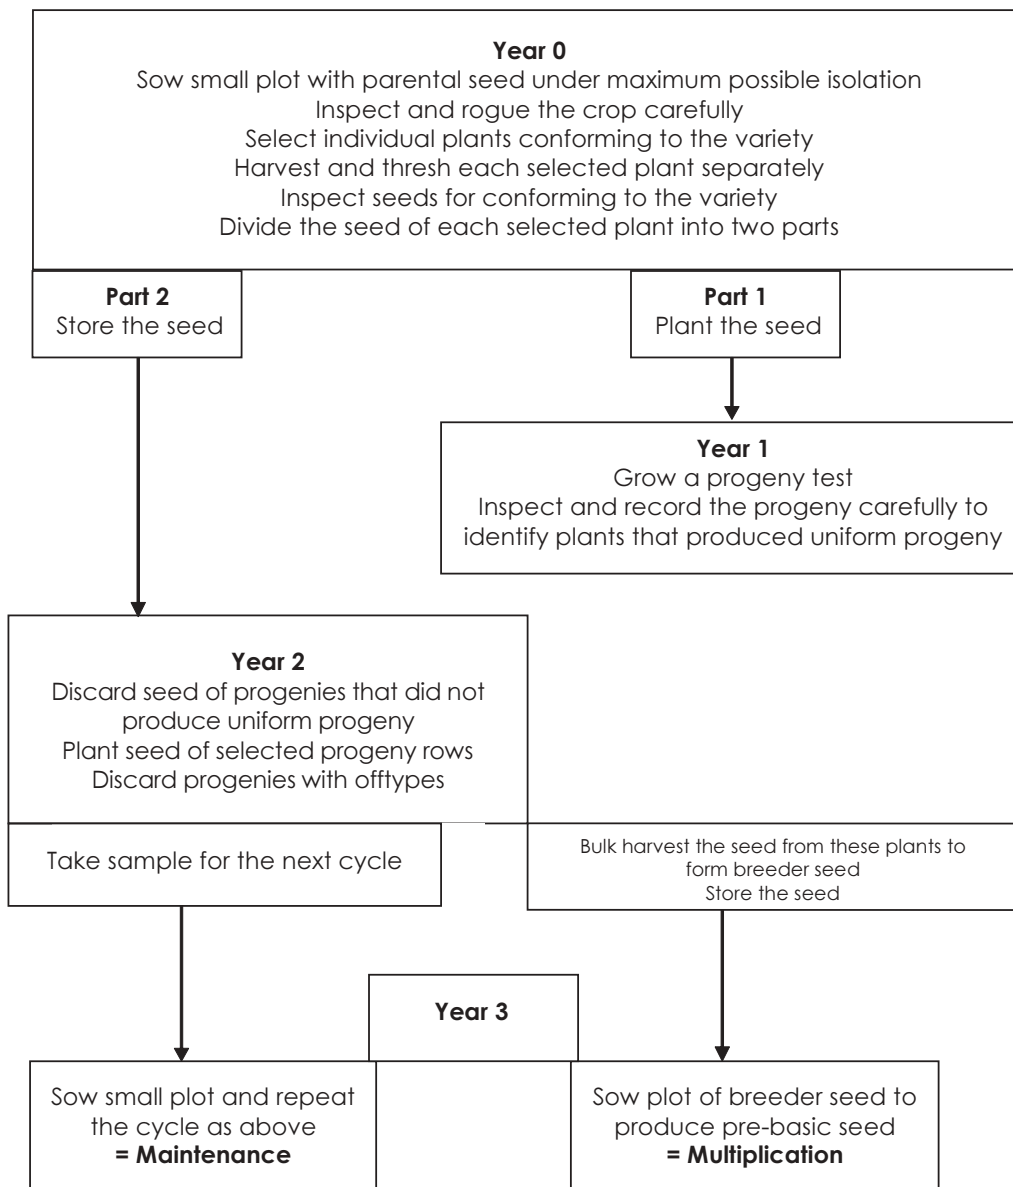 Year 0
Sow small plot with parental seed under maximum possible isolation
Inspect and rogue the crop carefully
Select individual plants conforming to the variety
Harvest and thresh each selected plant separately
Inspect seeds for conforming to the variety
Divide the seed of each selected plant into two parts
Part 2
Store the seed
Part 1
Plant the seed
Year 1
Grow a progeny test
Inspect and record the progeny carefully to
identify plants that produced uniform progeny
Year 2
Discard seed of progenies that did not
produce uniform progeny
Plant seed of selected progeny rows
Discard progenies with offtypes
Take sample for the next cycle
Bulk harvest the seed from these plants to
form breeder seed
Store the seed
Year 3
Sow small plot and repeat
the cycle as above
= Maintenance
Sow plot of breeder seed to
produce pre-basic seed
= Multiplication